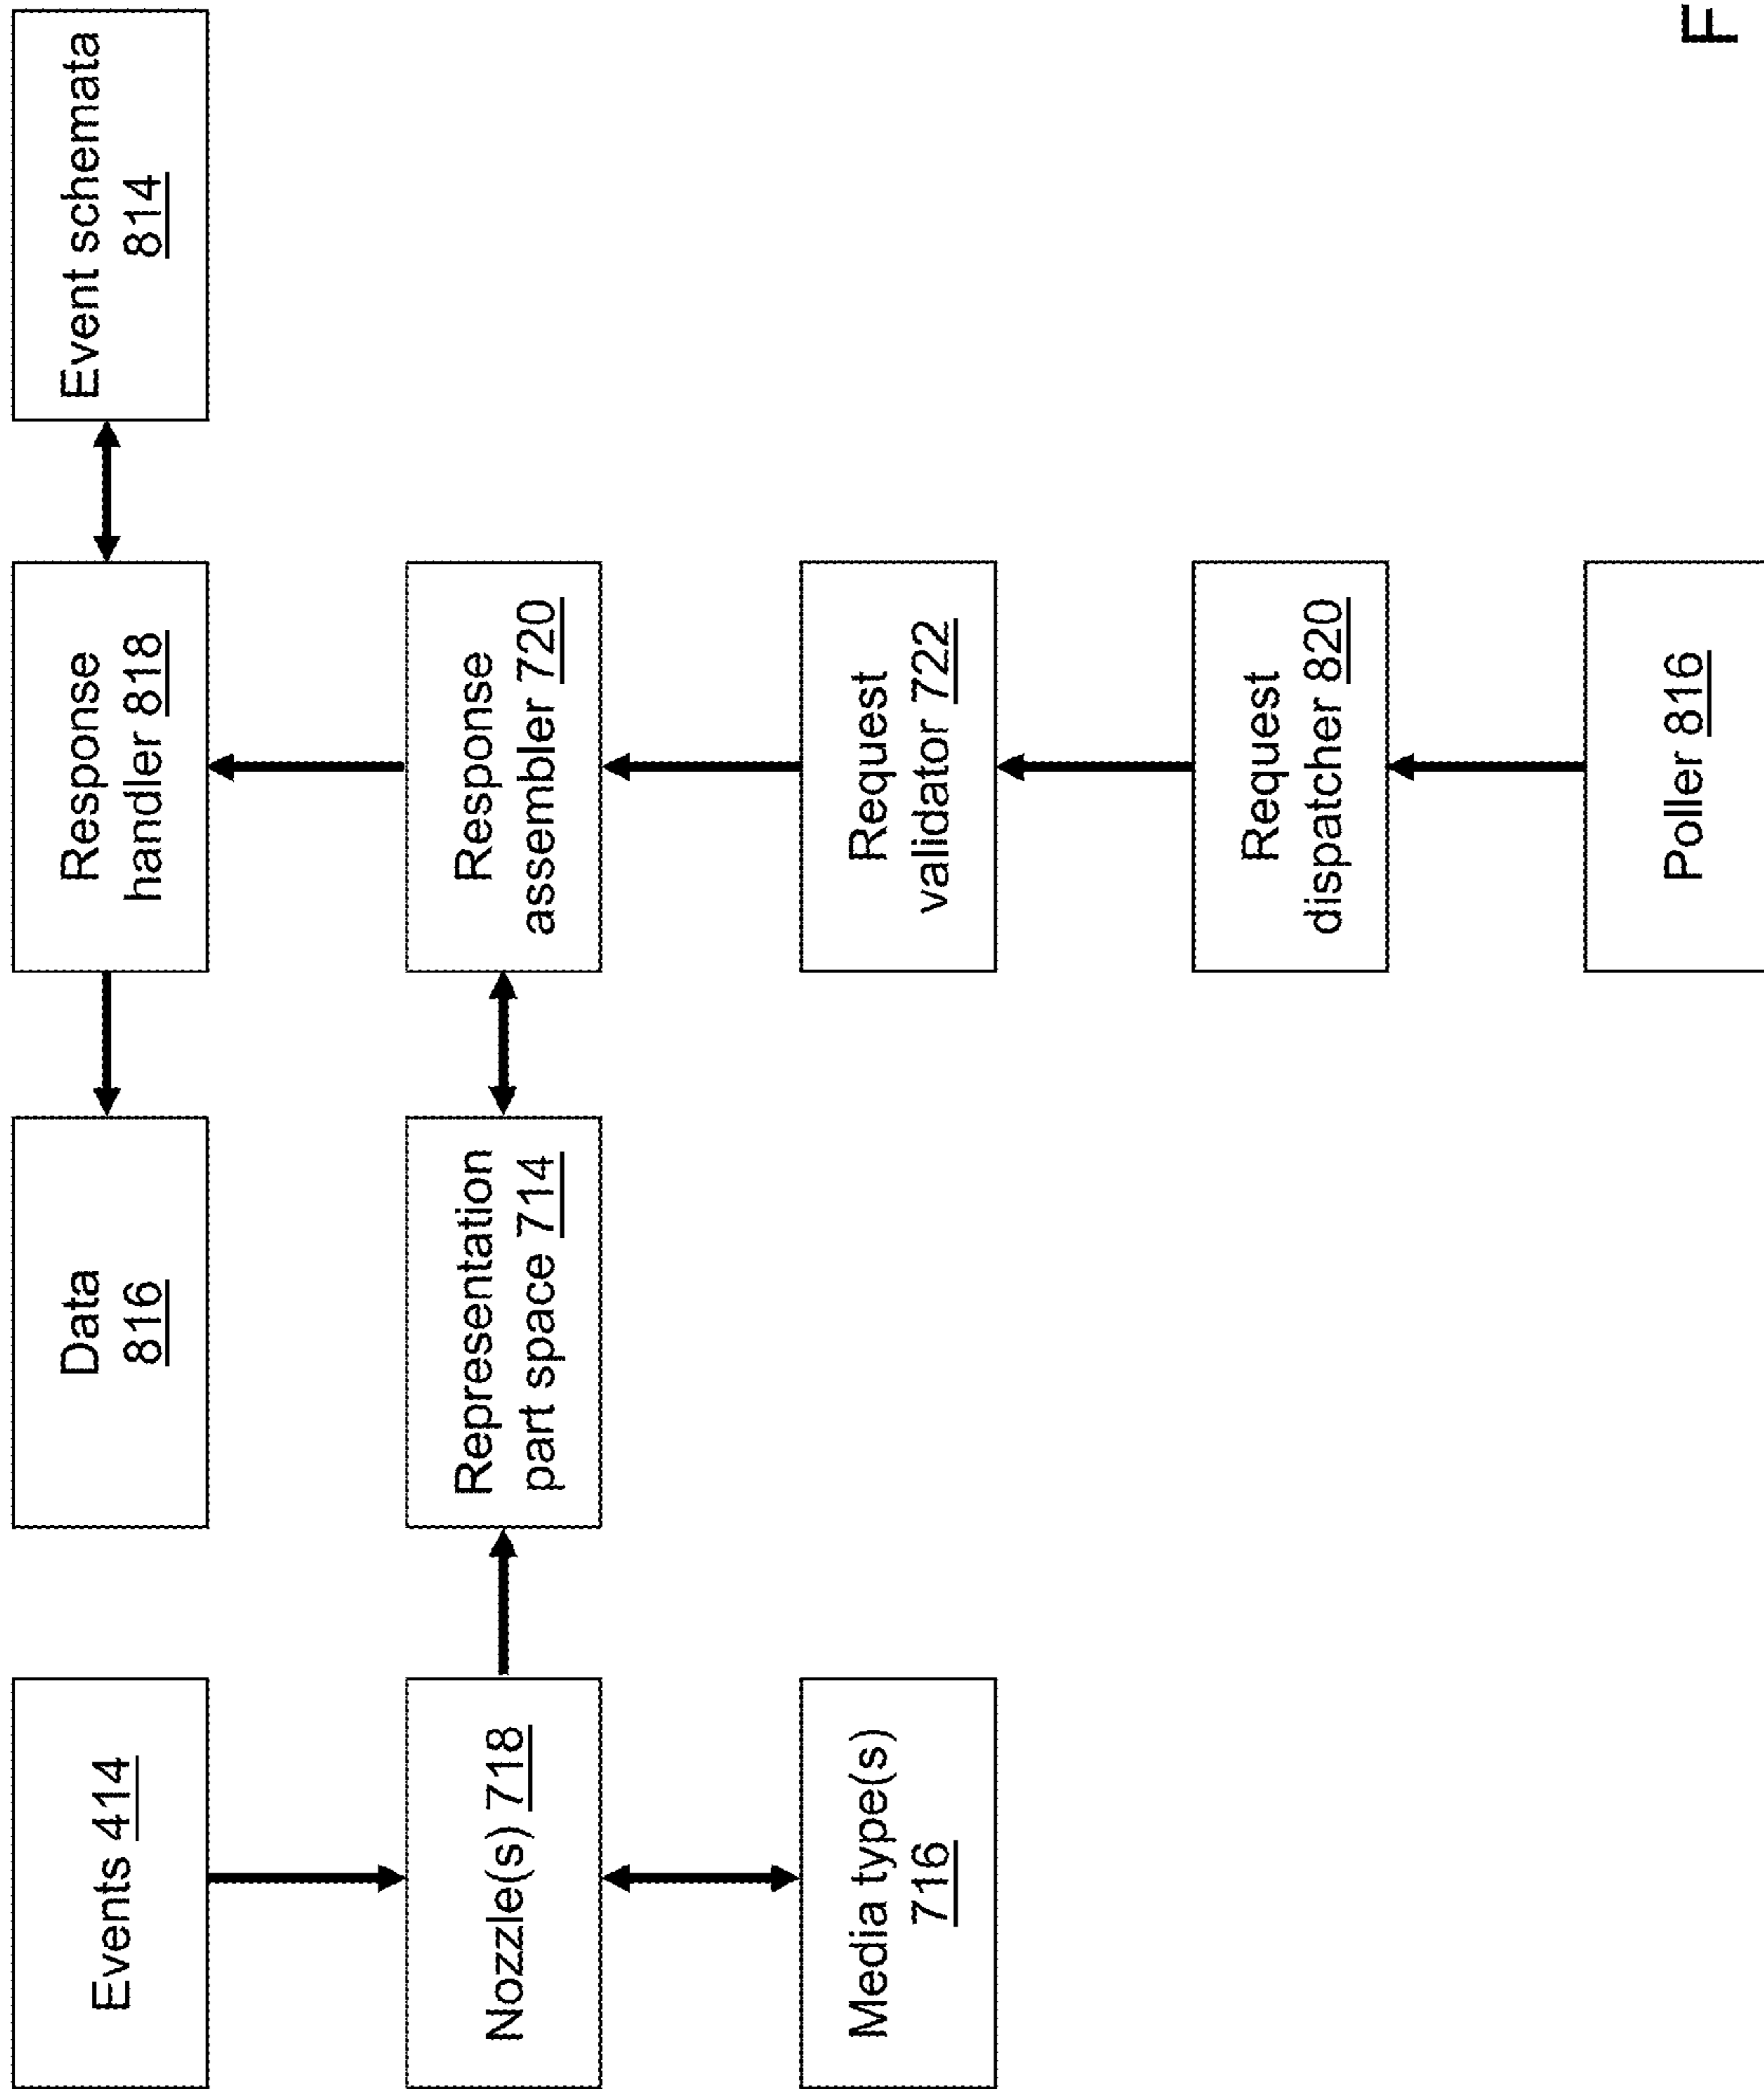 Events 414
Data
816
Response
handler 818
Event schemata
814
Nozzle(s) 718
Representation
part space 714
Response
assembler 720
Media type(s)
716
Request
validator 722
Request
dispatcher 820
Poller 816